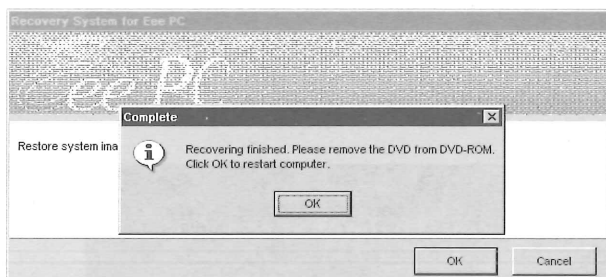 Recovery System for Eee PC
Eee PC
Complete
Restore system ima
Recovering finished. Please remove the DVD from DVD-ROM.
Click OK to restart computer.
OK
OK
Cancel